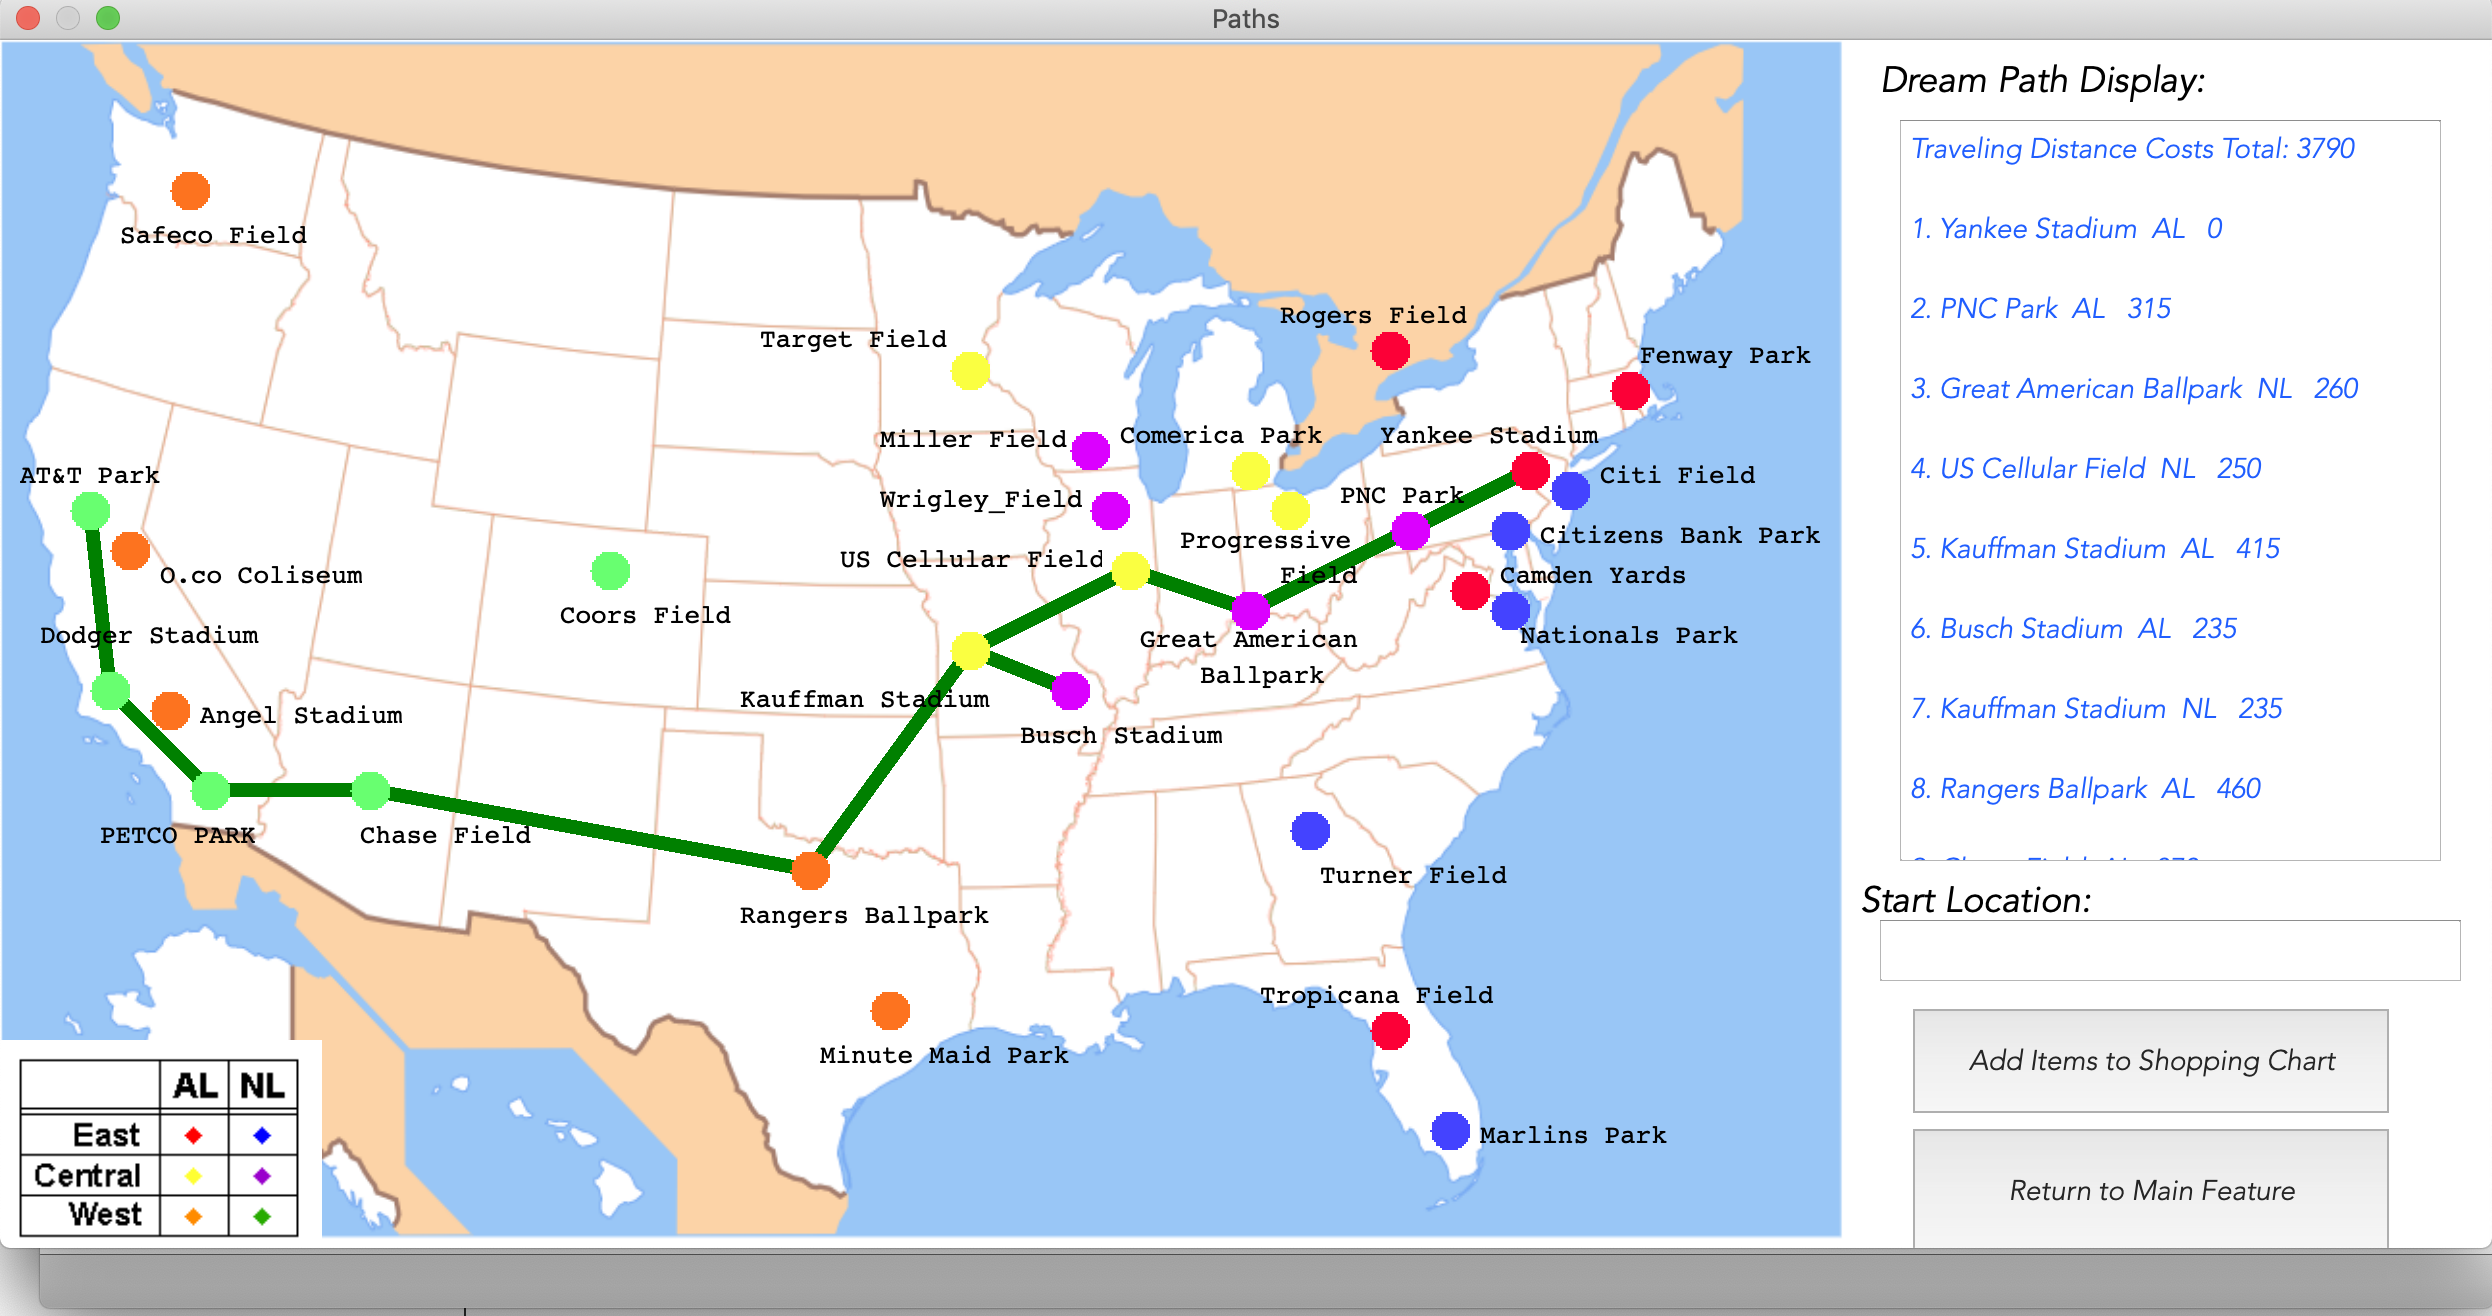 Paths
Safeco Field
Rogers Field
Target Field
Fenway Park
Miller Field
Comerica Park
Yankee Stadium
AT&T Park
Citi Field
Wrigley_Field
PNC Park
Progressive
Field
Citizens Bank Park
US Cellular Field
O.co Coliseum
Camden Yards
Coors Field
Dodger Stadium
Great American
Ballpark
Nationals Park
Kauffman Stadium
Angel Stadium
Busch Stadium
PETCO PARK
Chase Field
Turner Field
Rangers Ballpark
Tropicana Field
Minute Maid Park
Marlins Park
AL NL
East
Central
West
Dream Path Display:
Traveling Distance Costs Total: 3790
1. Yankee Stadium AL 0
2. PNC Park AL 315
3. Great American Ballpark NL 260
4. US Cellular Field NL 250
5. Kauffman Stadium AL 415
6. Busch Stadium AL 235
7. Kauffman Stadium NL 235
8. Rangers Ballpark AL 460
Start Location:
Add Items to Shopping Chart
Return to Main Feature